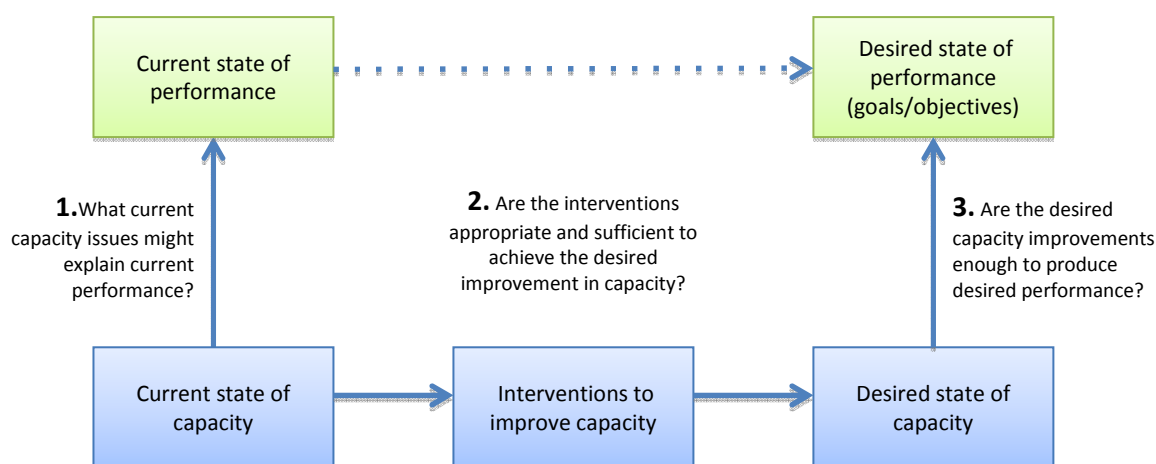 Current state of
performance
Desired state of
performance
(goals/objectives)
1.What current
capacity issues might
explain current
performance?
2. Are the interventions
appropriate and sufficient to
achieve the desired
improvement in capacity?
3. Are the desired
capacity improvements
enough to produce
desired performance?
Current state of
capacity
Interventions to
improve capacity
Desired state of
capacity